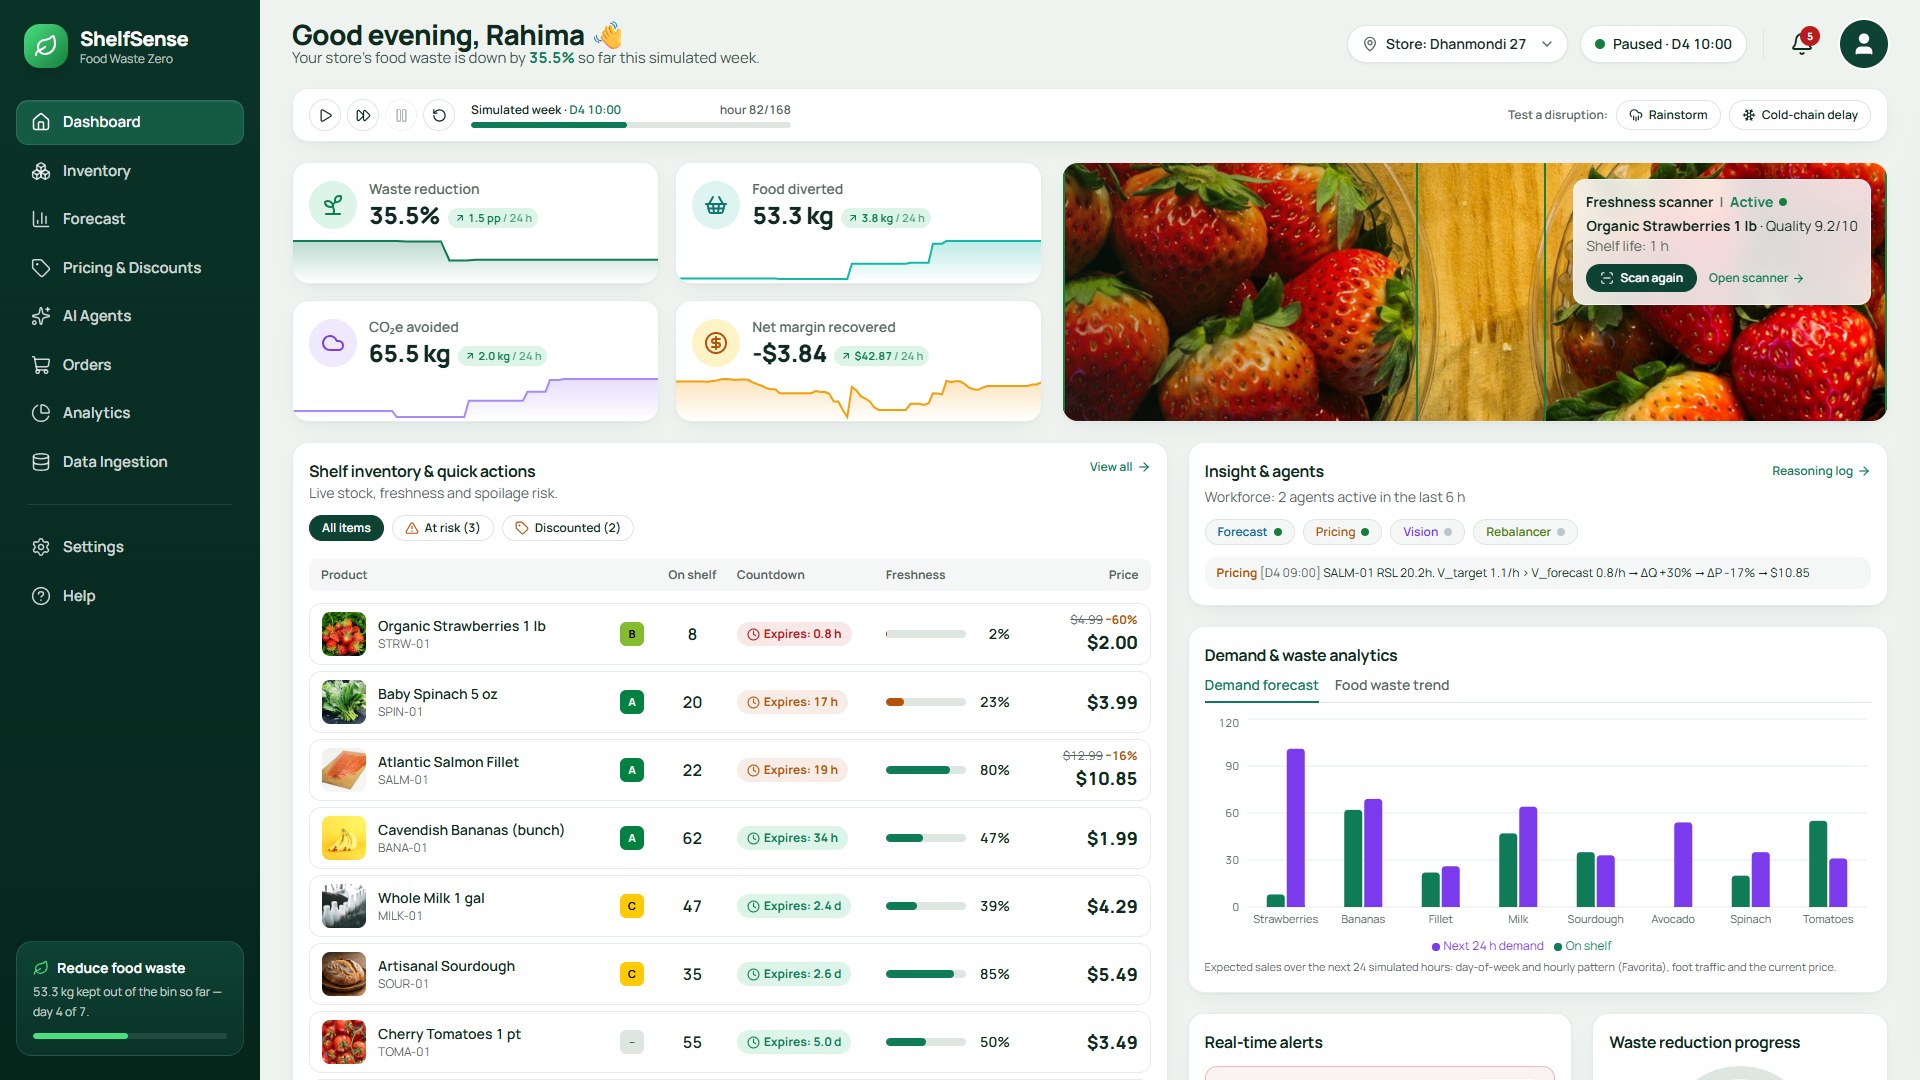 ShelfSense
Food Waste Zero
Dashboard
Inventory
Forecast
Pricing & Discounts
AI Agents
Orders
Analytics
Data Ingestion
Settings
Help
Reduce food waste
53.3 kg kept out of the bin so far —
day 4 of 7.
Good evening, Rahima 👋
Your store's food waste is down by 35.5% so far this simulated week.
Store: Dhanmondi 27
Paused · D4 10:00
5
Simulated week · D4 10:00
hour 82/168
Test a disruption:
Rainstorm
Cold-chain delay
Waste reduction
35.5%
↗ 1.5 pp / 24 h
Food diverted
53.3 kg
↗ 3.8 kg / 24 h
CO₂e avoided
65.5 kg
↗ 2.0 kg / 24 h
Net margin recovered
-$3.84
↗ $42.87 / 24 h
Freshness scanner | Active
Organic Strawberries 1 lb · Quality 9.2/10
Shelf life: 1 h
Scan again
Open scanner →
Shelf inventory & quick actions
View all →
Live stock, freshness and spoilage risk.
All items
At risk (3)
Discounted (2)
Product On shelf Countdown Freshness Price
Organic Strawberries 1 lb
STRW-01
B
8
Expires: 0.8 h
2%
$4.99 -60%
$2.00
Baby Spinach 5 oz
SPIN-01
A
20
Expires: 17 h
23%
$3.99
Atlantic Salmon Fillet
SALM-01
A
22
Expires: 19 h
80%
$12.99 -16%
$10.85
Cavendish Bananas (bunch)
BANA-01
A
62
Expires: 34 h
47%
$1.99
Whole Milk 1 gal
MILK-01
C
47
Expires: 2.4 d
39%
$4.29
Artisanal Sourdough
SOUR-01
C
35
Expires: 2.6 d
85%
$5.49
Cherry Tomatoes 1 pt
TOMA-01
–
55
Expires: 5.0 d
50%
$3.49
Insight & agents
Reasoning log →
Workforce: 2 agents active in the last 6 h
Forecast
Pricing
Vision
Rebalancer
Pricing [D4 09:00] SALM-01 RSL 20.2h. V_target 1.1/h > V_forecast 0.8/h → ΔQ +30% → ΔP -17% → $10.85
Demand & waste analytics
Demand forecast
Food waste trend
120
90
60
30
0
Strawberries Bananas Fillet Milk Sourdough Avocado Spinach Tomatoes
Next 24 h demand
On shelf
Expected sales over the next 24 simulated hours: day-of-week and hourly pattern (Favorita), foot traffic and the current price.
Real-time alerts
Waste reduction progress